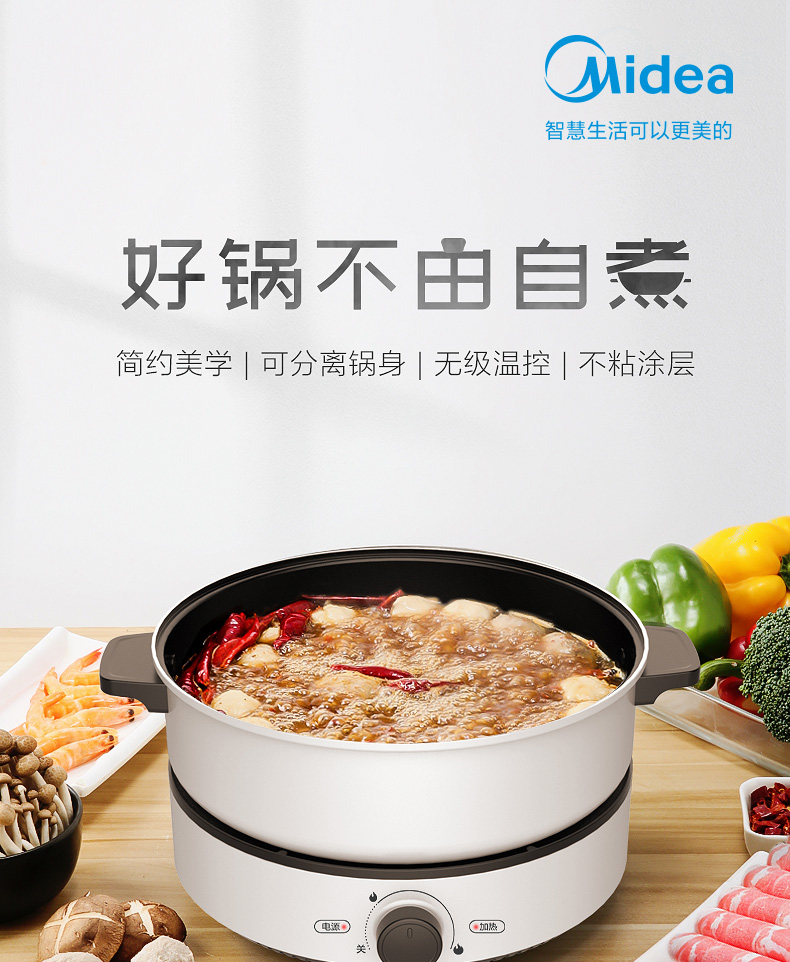 Midea
智慧生活可以更美的
好锅不由自煮
简约美学 | 可分离锅身 | 无级温控 | 不粘涂层
电源
加热
关